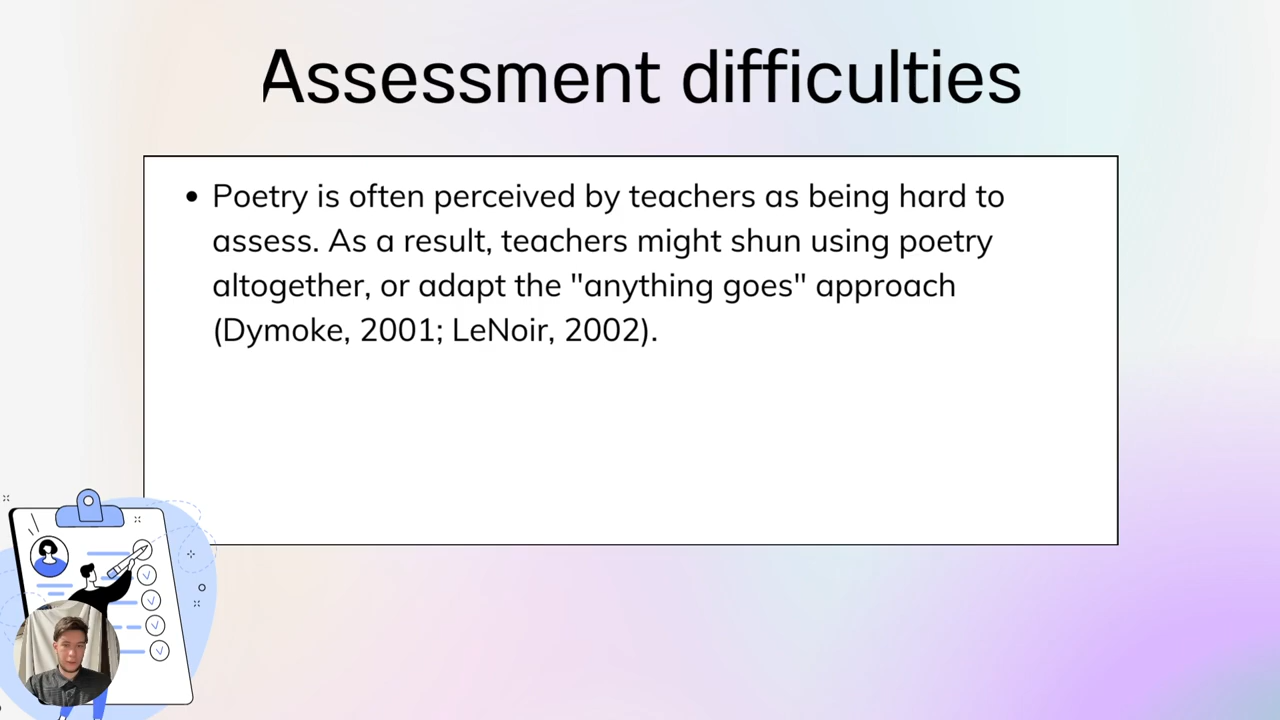 Assessment difficulties
• Poetry is often perceived by teachers as being hard to
assess. As a result, teachers might shun using poetry
altogether, or adapt the "anything goes" approach
(Dymoke, 2001; LeNoir, 2002).